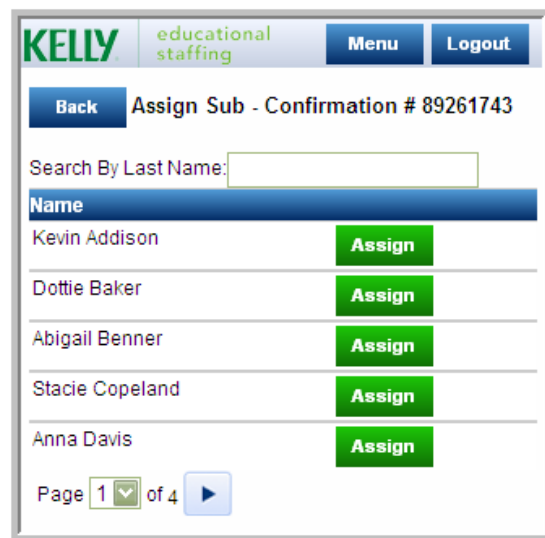 KELLY educational staffing Menu Logout
Back Assign Sub - Confirmation # 89261743
Search By Last Name:
Name
Kevin Addison Assign
Dottie Baker Assign
Abigail Benner Assign
Stacie Copeland Assign
Anna Davis Assign
Page 1 of 4